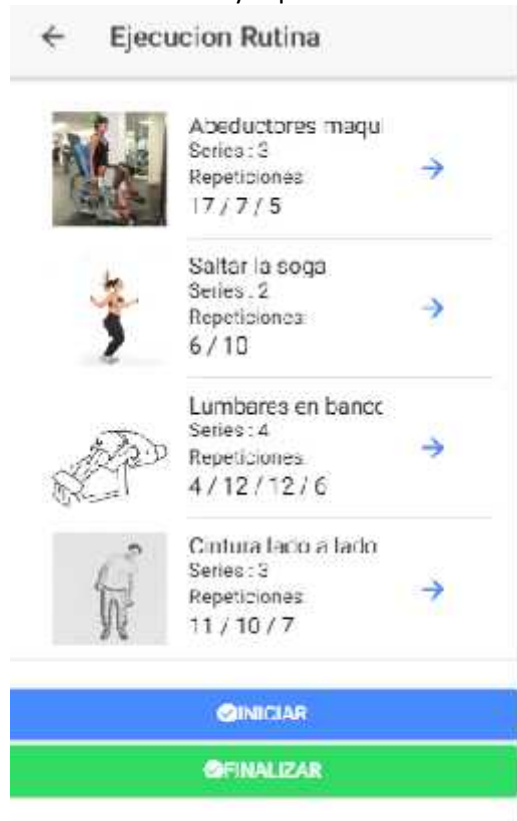 ← Ejecucion Rutina
Abeductores maqui
Series : 3
Repeticiones:
17 / 7 / 5
Saltar la soga
Series : 2
Repeticiones:
6 / 10
Lumbares en banco
Series : 4
Repeticiones:
4 / 12 / 12 / 6
Cintura lado a lado
Series : 3
Repeticiones:
11 / 10 / 7
INICIAR
FINALIZAR